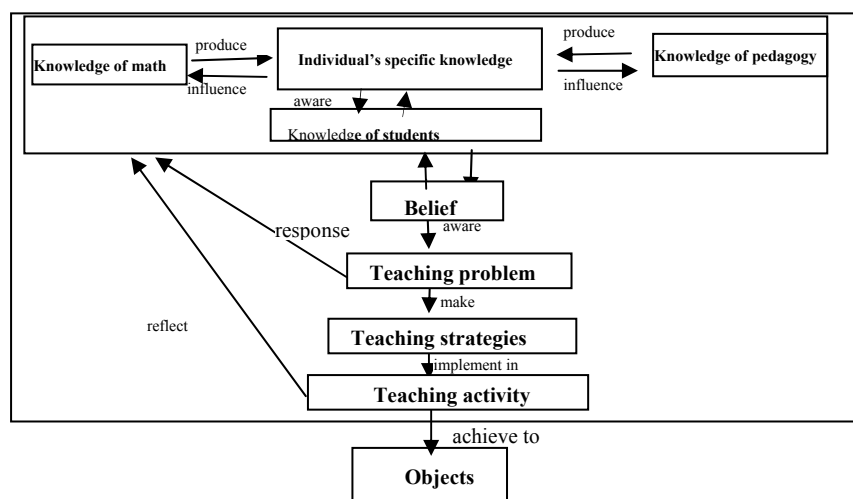 produce
produce
Individual's specific knowledge
Knowledge of math
Knowledge of pedagogy
influence
influence
aware
Knowledge of students
Belief
aware
response
Teaching problem
make
reflect
Teaching strategies
implement in
Teaching activity
achieve to
Objects